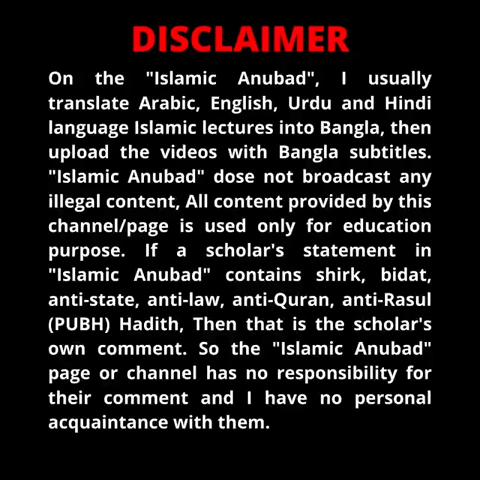 DISCLAIMER
On the "Islamic Anubad", I usually
translate Arabic, English, Urdu and Hindi
language Islamic lectures into Bangla, then
upload the videos with Bangla subtitles.
"Islamic Anubad" dose not broadcast any
illegal content, All content provided by this
channel/page is used only for education
purpose. If a scholar's statement in
"Islamic Anubad" contains shirk, bidat,
anti-state, anti-law, anti-Quran, anti-Rasul
(PUBH) Hadith, Then that is the scholar's
own comment. So the "Islamic Anubad"
page or channel has no responsibility for
their comment and I have no personal
acquaintance with them.